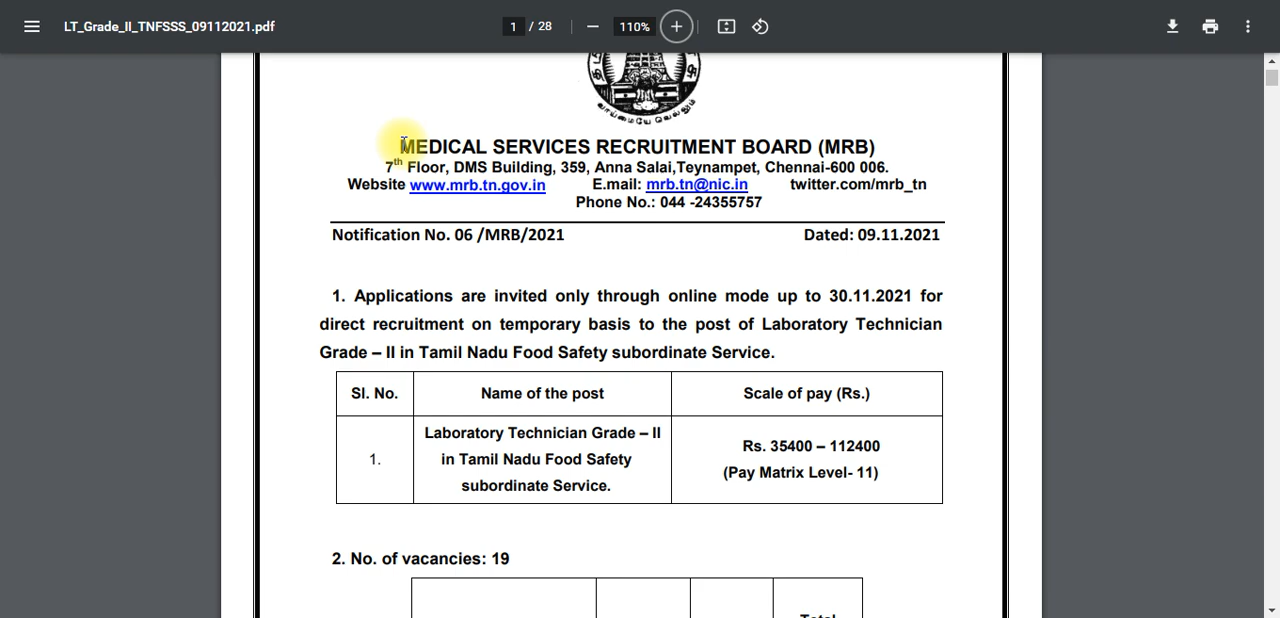 LT_Grade_II_TNFSSS_09112021.pdf
1 / 28
110%
வாய்மையே வெல்லும்
MEDICAL SERVICES RECRUITMENT BOARD (MRB)
7th Floor, DMS Building, 359, Anna Salai,Teynampet, Chennai-600 006.
Website www.mrb.tn.gov.in E.mail: mrb.tn@nic.in twitter.com/mrb_tn
Phone No.: 044 -24355757
Notification No. 06 /MRB/2021 Dated: 09.11.2021
1. Applications are invited only through online mode up to 30.11.2021 for
direct recruitment on temporary basis to the post of Laboratory Technician
Grade – II in Tamil Nadu Food Safety subordinate Service.
Sl. No. Name of the post Scale of pay (Rs.)
1. Laboratory Technician Grade – II
in Tamil Nadu Food Safety
subordinate Service.
Rs. 35400 – 112400
(Pay Matrix Level- 11)
2. No. of vacancies: 19
Total